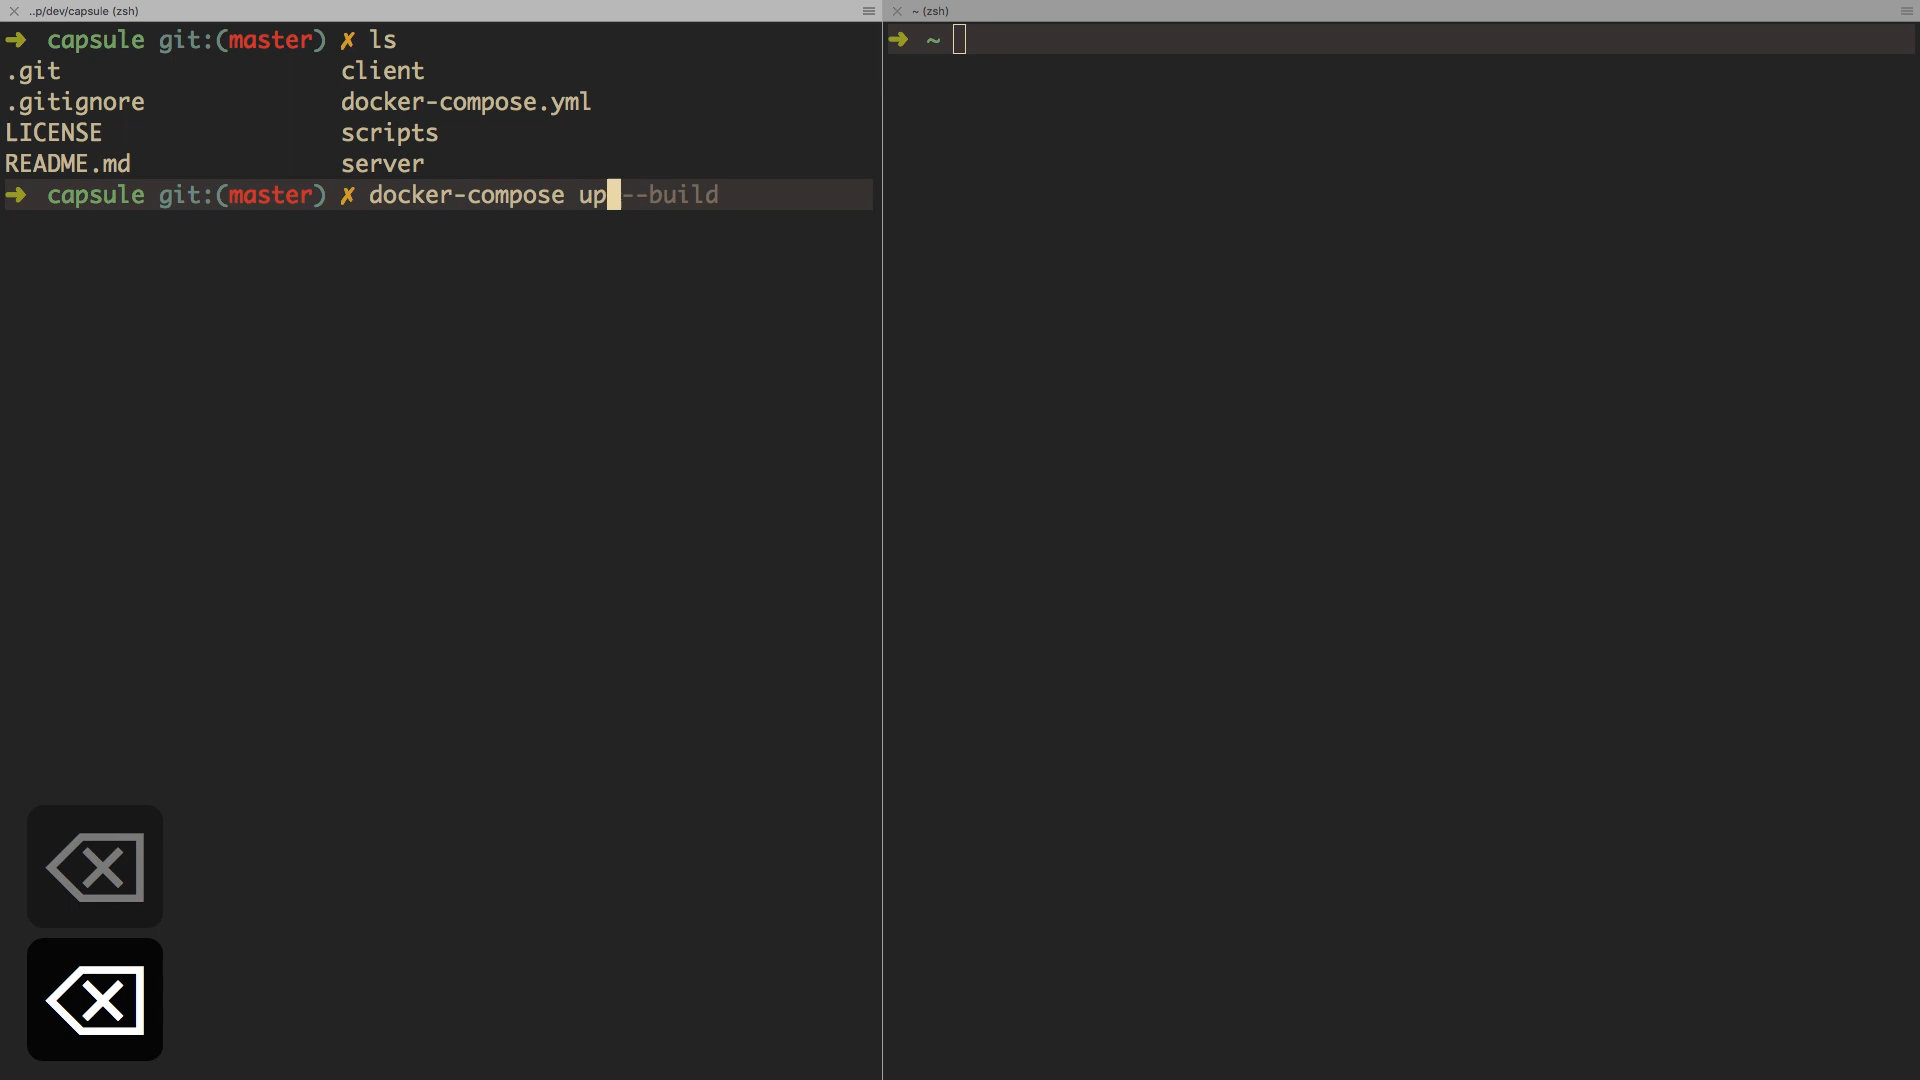 ..p/dev/capsule (zsh)
➜ capsule git:(master) ✗ ls
.git client
.gitignore docker-compose.yml
LICENSE scripts
README.md server
➜ capsule git:(master) ✗ docker-compose up --build
~ (zsh)
➜ ~